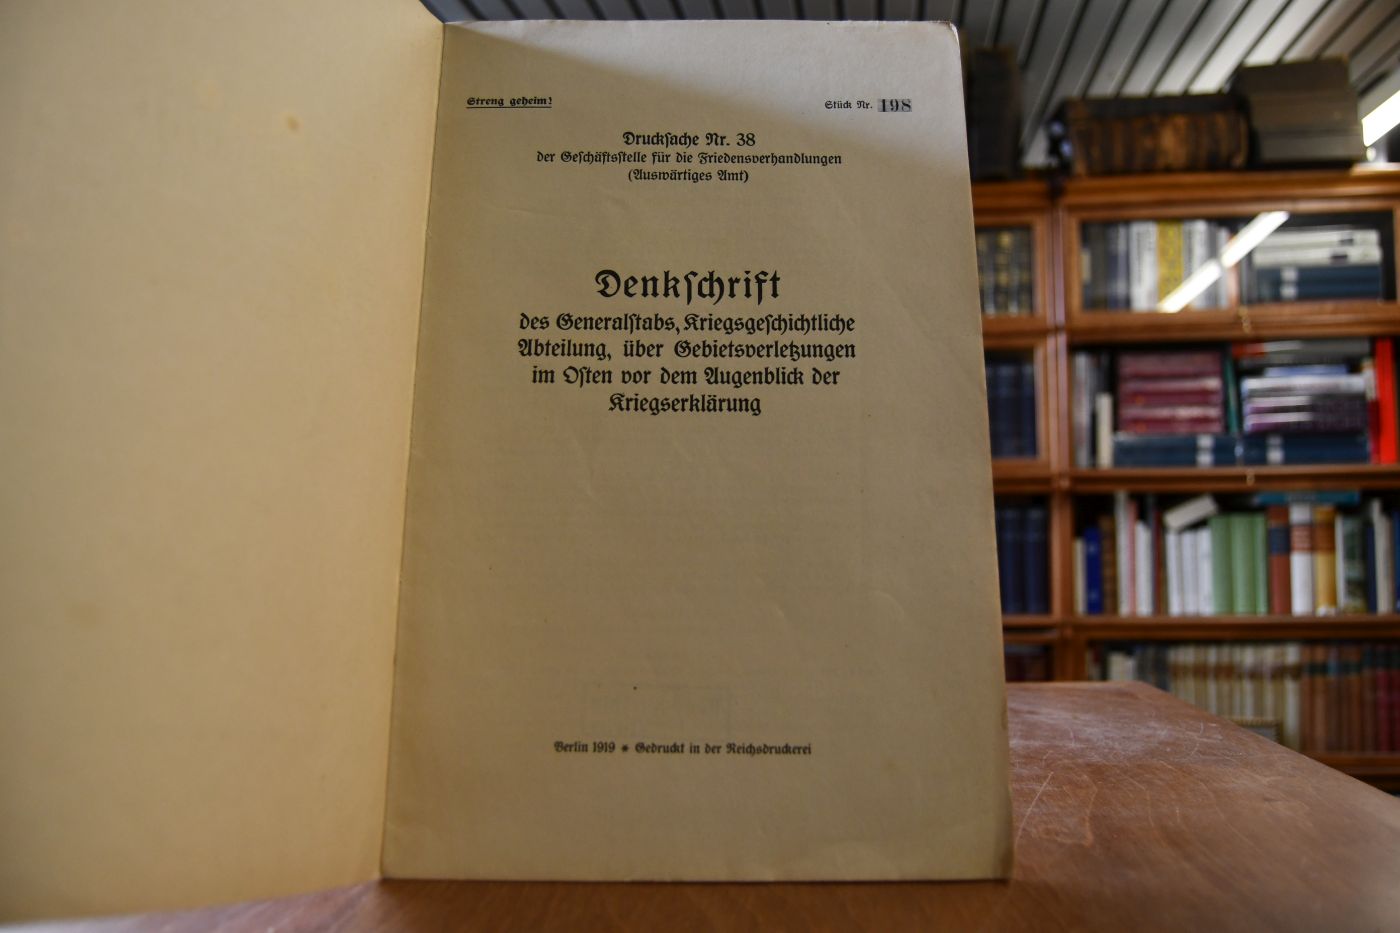 Streng geheim!
Stück Nr. 198
Druckſache Nr. 38
der Geſchäftsſtelle für die Friedensverhandlungen
(Auswärtiges Amt)
Denkſchrift
des Generalſtabs, Kriegsgeſchichtliche
Abteilung, über Gebietsverletzungen
im Oſten vor dem Augenblick der
Kriegserklärung
Berlin 1919 * Gedruckt in der Reichsdruckerei